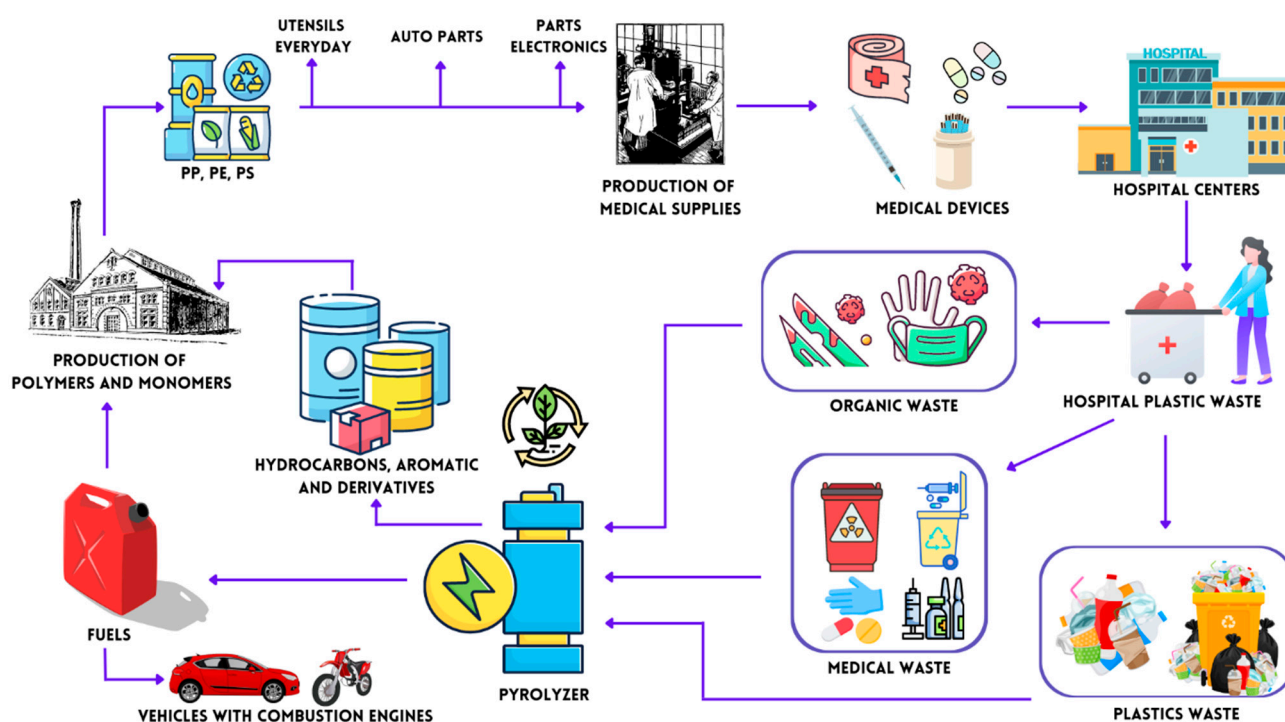 UTENSILS
EVERYDAY
AUTO PARTS
PARTS
ELECTRONICS
HOSPITAL
PP, PE, PS
PRODUCTION OF
MEDICAL SUPPLIES
MEDICAL DEVICES
HOSPITAL CENTERS
PRODUCTION OF
POLYMERS AND MONOMERS
ORGANIC WASTE
HOSPITAL PLASTIC WASTE
HYDROCARBONS, AROMATIC
AND DERIVATIVES
FUELS
PYROLYZER
MEDICAL WASTE
VEHICLES WITH COMBUSTION ENGINES
PLASTICS WASTE